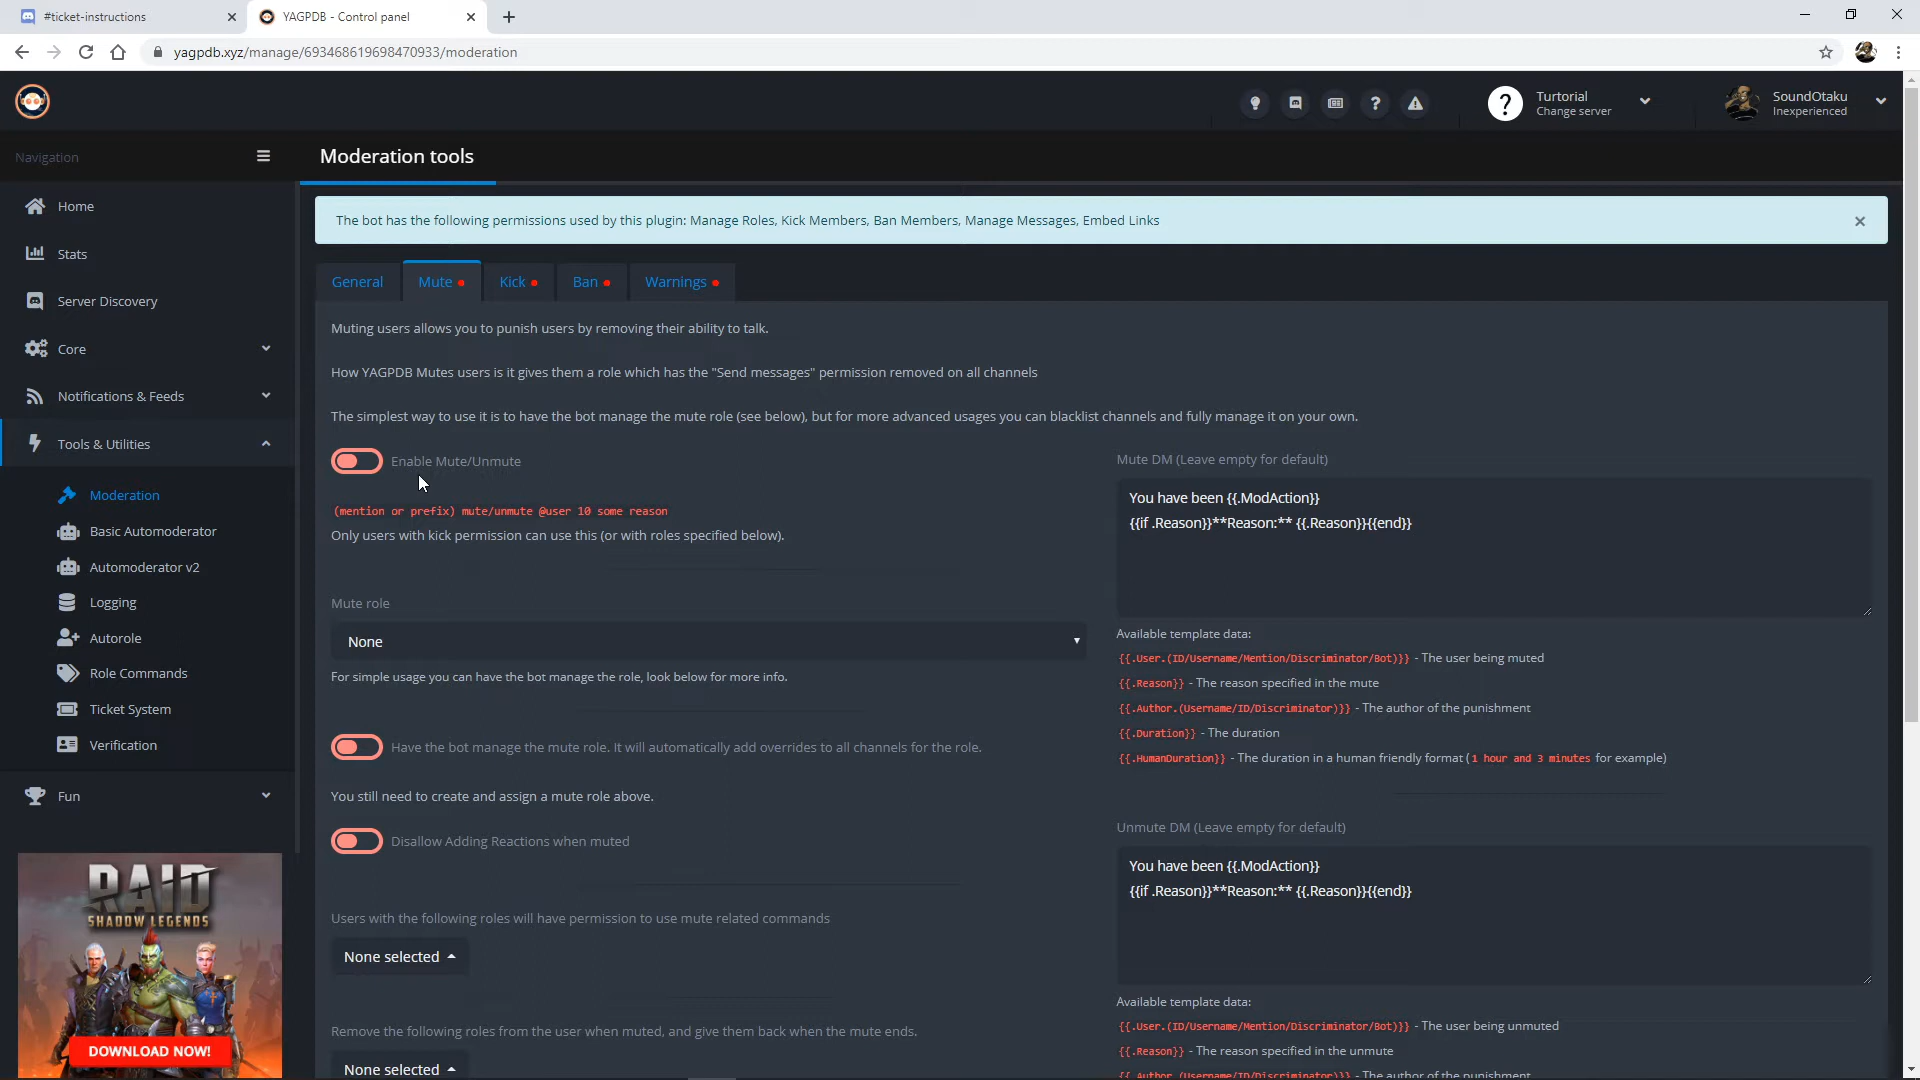 #ticket-instructions
YAGPDB - Control panel
yagpdb.xyz/manage/693468619698470933/moderation
Turtorial
Change server
SoundOtaku
Inexperienced
Navigation
Moderation tools
Home
Stats
Server Discovery
Core
Notifications & Feeds
Tools & Utilities
Moderation
Basic Automoderator
Automoderator v2
Logging
Autorole
Role Commands
Ticket System
Verification
Fun
RAID
SHADOW LEGENDS
DOWNLOAD NOW!
The bot has the following permissions used by this plugin: Manage Roles, Kick Members, Ban Members, Manage Messages, Embed Links
General
Mute
Kick
Ban
Warnings
Muting users allows you to punish users by removing their ability to talk.
How YAGPDB Mutes users is it gives them a role which has the "Send messages" permission removed on all channels
The simplest way to use it is to have the bot manage the mute role (see below), but for more advanced usages you can blacklist channels and fully manage it on your own.
Enable Mute/Unmute
(mention or prefix) mute/unmute @user 10 some reason
Only users with kick permission can use this (or with roles specified below).
Mute role
None
For simple usage you can have the bot manage the role, look below for more info.
Have the bot manage the mute role. It will automatically add overrides to all channels for the role.
You still need to create and assign a mute role above.
Disallow Adding Reactions when muted
Users with the following roles will have permission to use mute related commands
None selected
Remove the following roles from the user when muted, and give them back when the mute ends.
None selected
Mute DM (Leave empty for default)
You have been {{.ModAction}}
{{if .Reason}}**Reason:** {{.Reason}}{{end}}
Available template data:
{{.User.(ID/Username/Mention/Discriminator/Bot)}} - The user being muted
{{.Reason}} - The reason specified in the mute
{{.Author.(Username/ID/Discriminator)}} - The author of the punishment
{{.Duration}} - The duration
{{.HumanDuration}} - The duration in a human friendly format (1 hour and 3 minutes for example)
Unmute DM (Leave empty for default)
You have been {{.ModAction}}
{{if .Reason}}**Reason:** {{.Reason}}{{end}}
Available template data:
{{.User.(ID/Username/Mention/Discriminator/Bot)}} - The user being unmuted
{{.Reason}} - The reason specified in the unmute
{{.Author.(Username/ID/Discriminator)}} - The author of the punishment